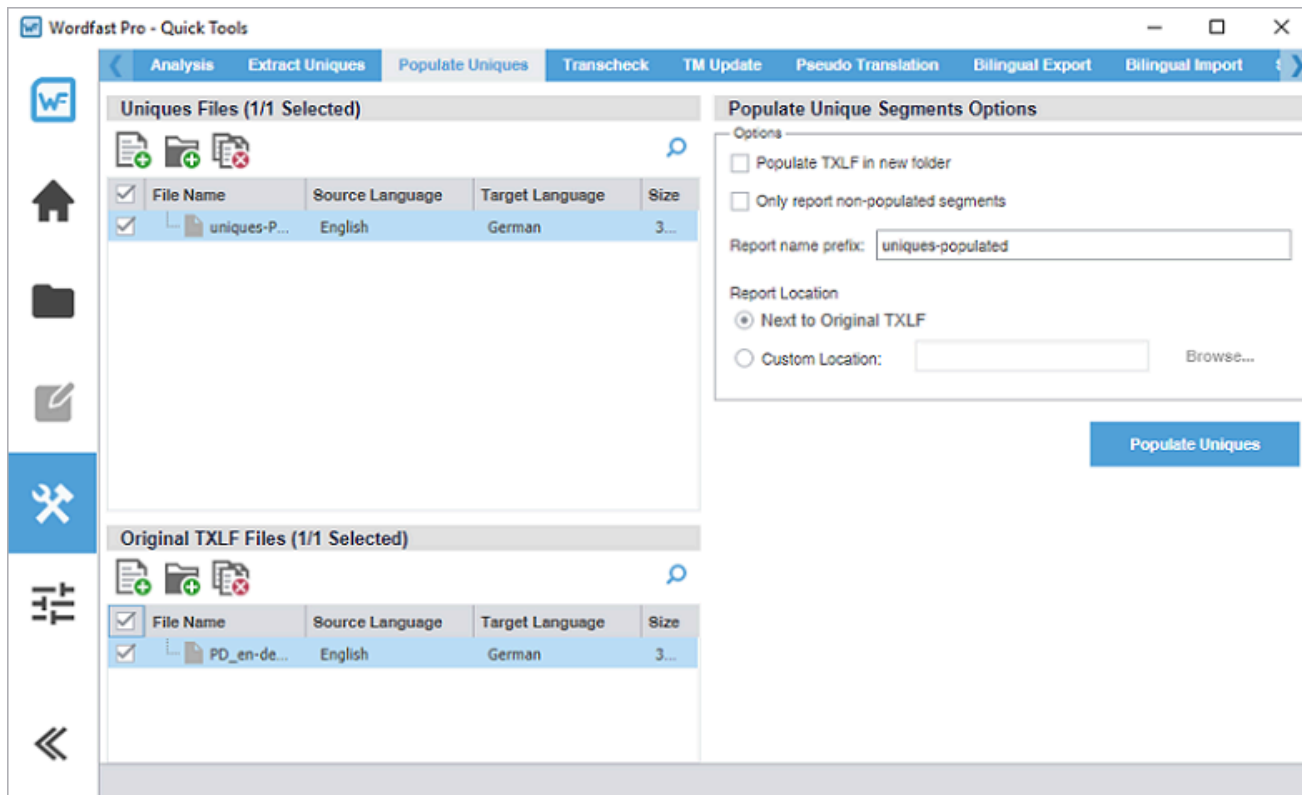 Wordfast Pro - Quick Tools
Analysis Extract Uniques Populate Uniques Transcheck TM Update Pseudo Translation Bilingual Export Bilingual Import
Uniques Files (1/1 Selected)
File Name Source Language Target Language Size
uniques-P... English German 3...
Original TXLF Files (1/1 Selected)
File Name Source Language Target Language Size
PD_en-de... English German 3...
Populate Unique Segments Options
Options
Populate TXLF in new folder
Only report non-populated segments
Report name prefix: uniques-populated
Report Location
Next to Original TXLF
Custom Location: Browse...
Populate Uniques